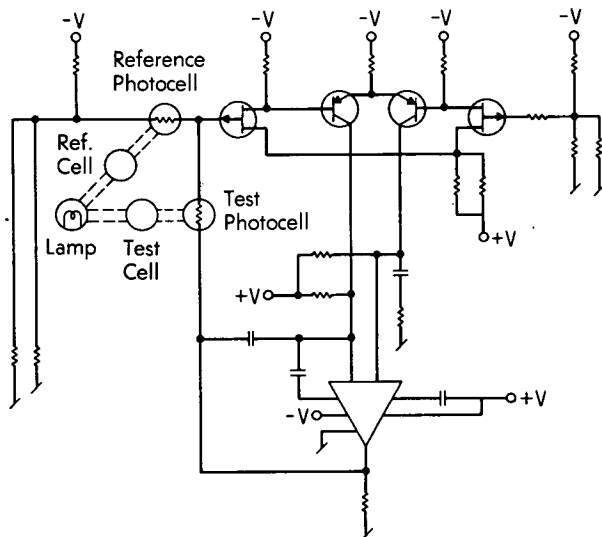 -V
-V
-V
-V
-V
Reference
Photocell
Ref.
Cell
Lamp
Test
Cell
Test
Photocell
+V
+V
-V
+V